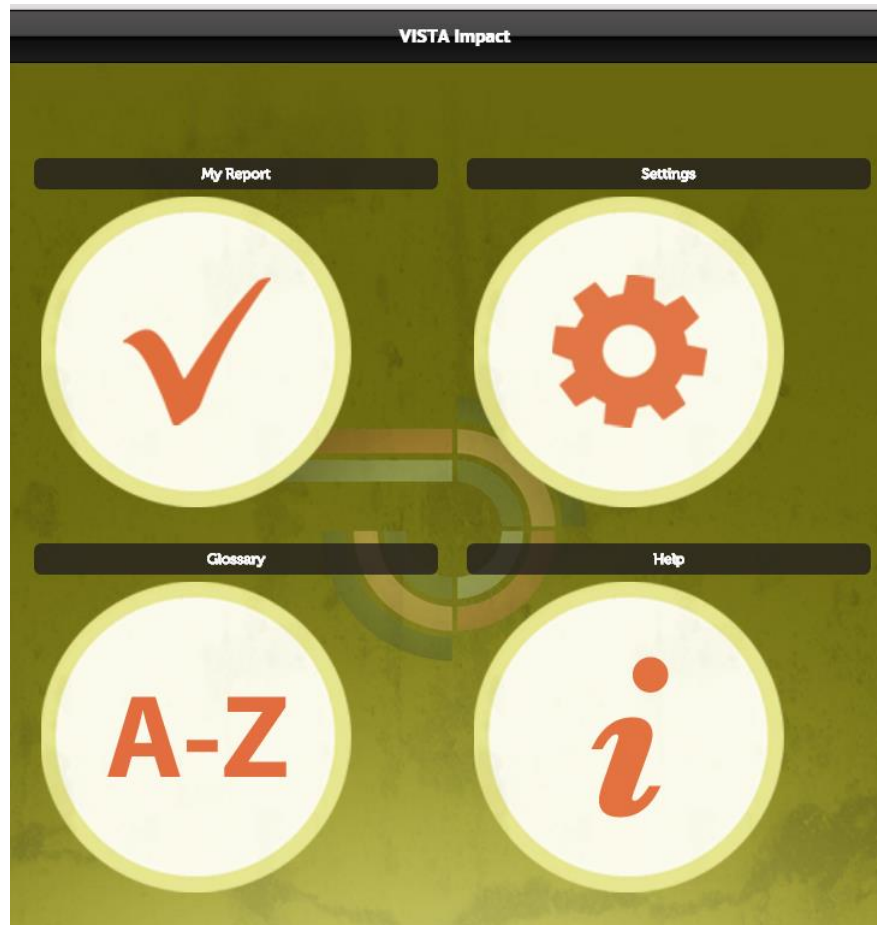 VISTA Impact
My Report
Settings
Glossary
Help
A-Z
i